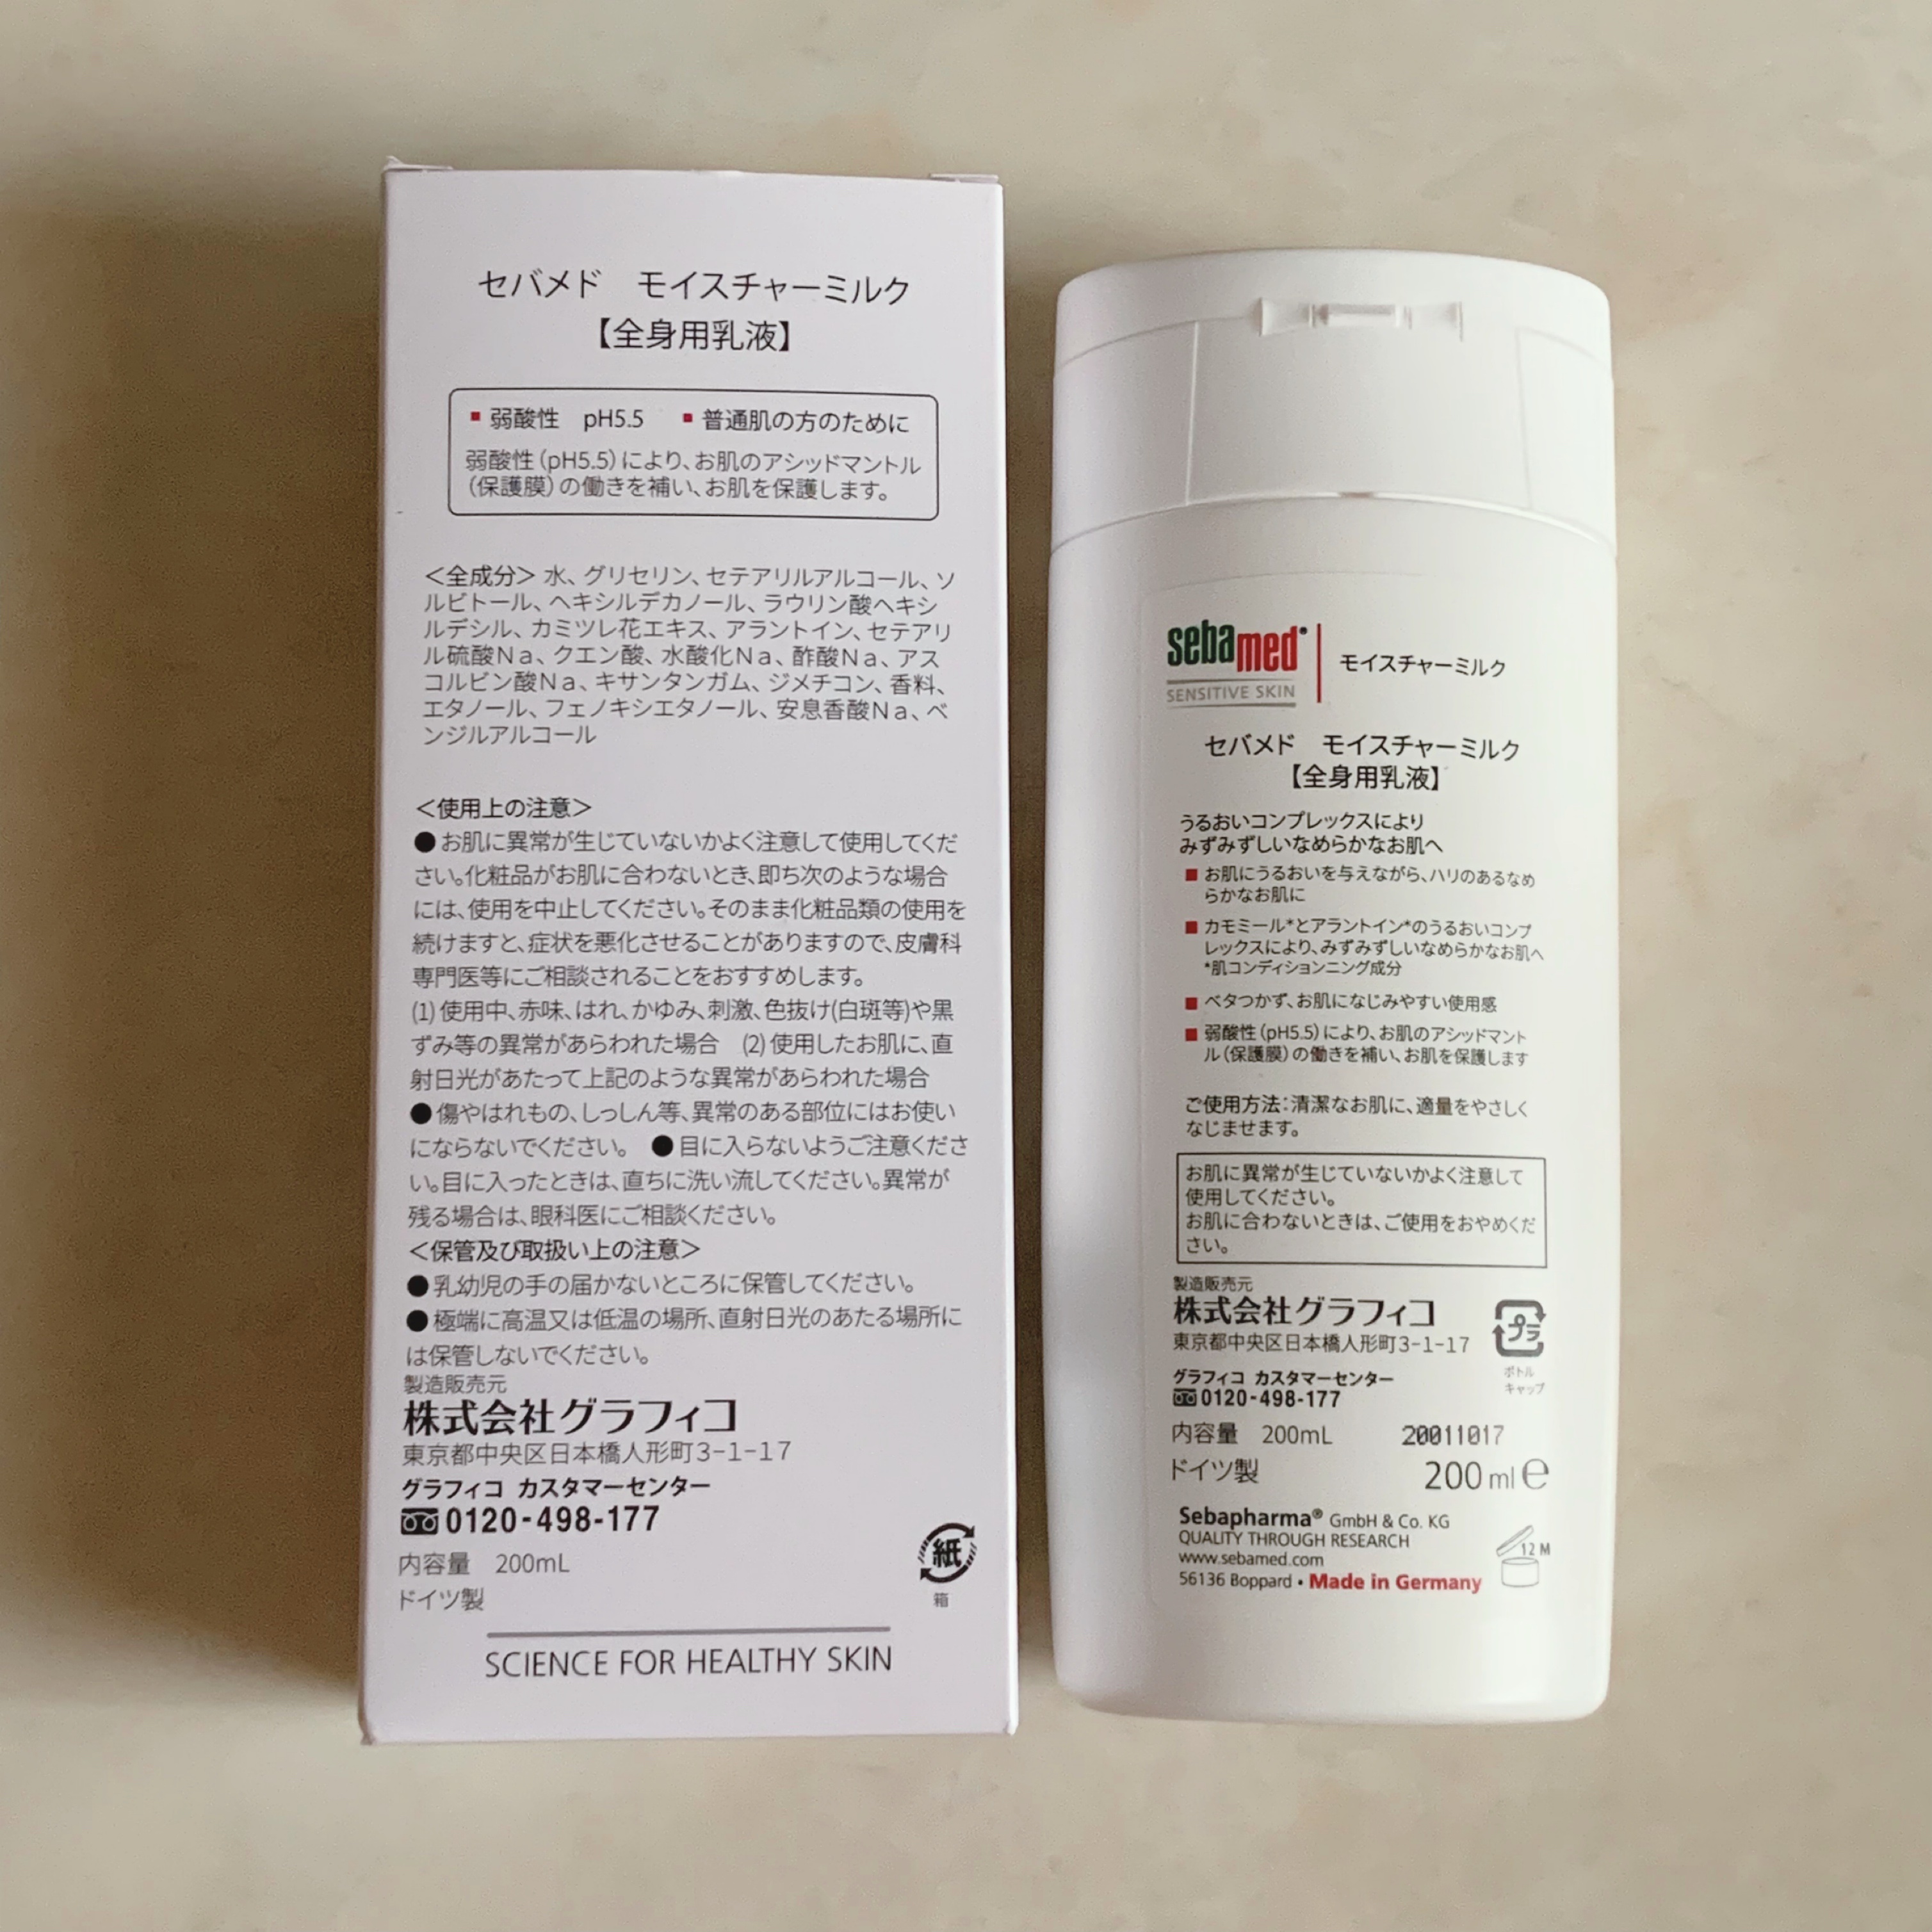 セバメド　モイスチャーミルク
【全身用乳液】
■ 弱酸性　pH5.5　■ 普通肌の方のために
弱酸性（pH5.5）により、お肌のアシッドマントル
（保護膜）の働きを補い、お肌を保護します。
＜全成分＞水、グリセリン、セテアリルアルコール、ソ
ルビトール、ヘキシルデカノール、ラウリン酸ヘキシ
ルデシル、カミツレ花エキス、アラントイン、セテアリ
ル硫酸Ｎａ、クエン酸、水酸化Ｎａ、酢酸Ｎａ、アス
コルビン酸Ｎａ、キサンタンガム、ジメチコン、香料、
エタノール、フェノキシエタノール、安息香酸Ｎａ、ベ
ンジルアルコール
＜使用上の注意＞
●お肌に異常が生じていないかよく注意して使用してくだ
さい。化粧品がお肌に合わないとき、即ち次のような場合
には、使用を中止してください。そのまま化粧品類の使用を
続けますと、症状を悪化させることがありますので、皮膚科
専門医等にご相談されることをおすすめします。
(1) 使用中、赤味、はれ、かゆみ、刺激、色抜け(白斑等)や黒
ずみ等の異常があらわれた場合　(2) 使用したお肌に、直
射日光があたって上記のような異常があらわれた場合
●傷やはれもの、しっしん等、異常のある部位にはお使い
にならないでください。　●目に入らないようご注意くださ
い。目に入ったときは、直ちに洗い流してください。異常が
残る場合は、眼科医にご相談ください。
＜保管及び取扱い上の注意＞
●乳幼児の手の届かないところに保管してください。
●極端に高温又は低温の場所、直射日光のあたる場所に
は保管しないでください。
製造販売元
株式会社グラフィコ
東京都中央区日本橋人形町3-1-17
グラフィコ カスタマーセンター
0120-498-177
内容量　200mL
ドイツ製
紙
箱
SCIENCE FOR HEALTHY SKIN
sebamed®
SENSITIVE SKIN
モイスチャーミルク
セバメド　モイスチャーミルク
【全身用乳液】
うるおいコンプレックスにより
みずみずしいなめらかなお肌へ
■ お肌にうるおいを与えながら、ハリのあるなめ
らかなお肌に
■ カモミール*とアラントイン*のうるおいコンプ
レックスにより、みずみずしいなめらかなお肌へ
*肌コンディションニング成分
■ ベタつかず、お肌になじみやすい使用感
■ 弱酸性（pH5.5）により、お肌のアシッドマント
ル（保護膜）の働きを補い、お肌を保護します
ご使用方法：清潔なお肌に、適量をやさしく
なじませます。
お肌に異常が生じていないかよく注意して
使用してください。
お肌に合わないときは、ご使用をおやめくだ
さい。
製造販売元
株式会社グラフィコ
東京都中央区日本橋人形町3-1-17
プラ
ボトル
キャップ
グラフィコ カスタマーセンター
0120-498-177
内容量　200mL　20011017
ドイツ製　200 ml ℮
Sebapharma® GmbH & Co. KG
QUALITY THROUGH RESEARCH
www.sebamed.com
56136 Boppard • Made in Germany
12 M